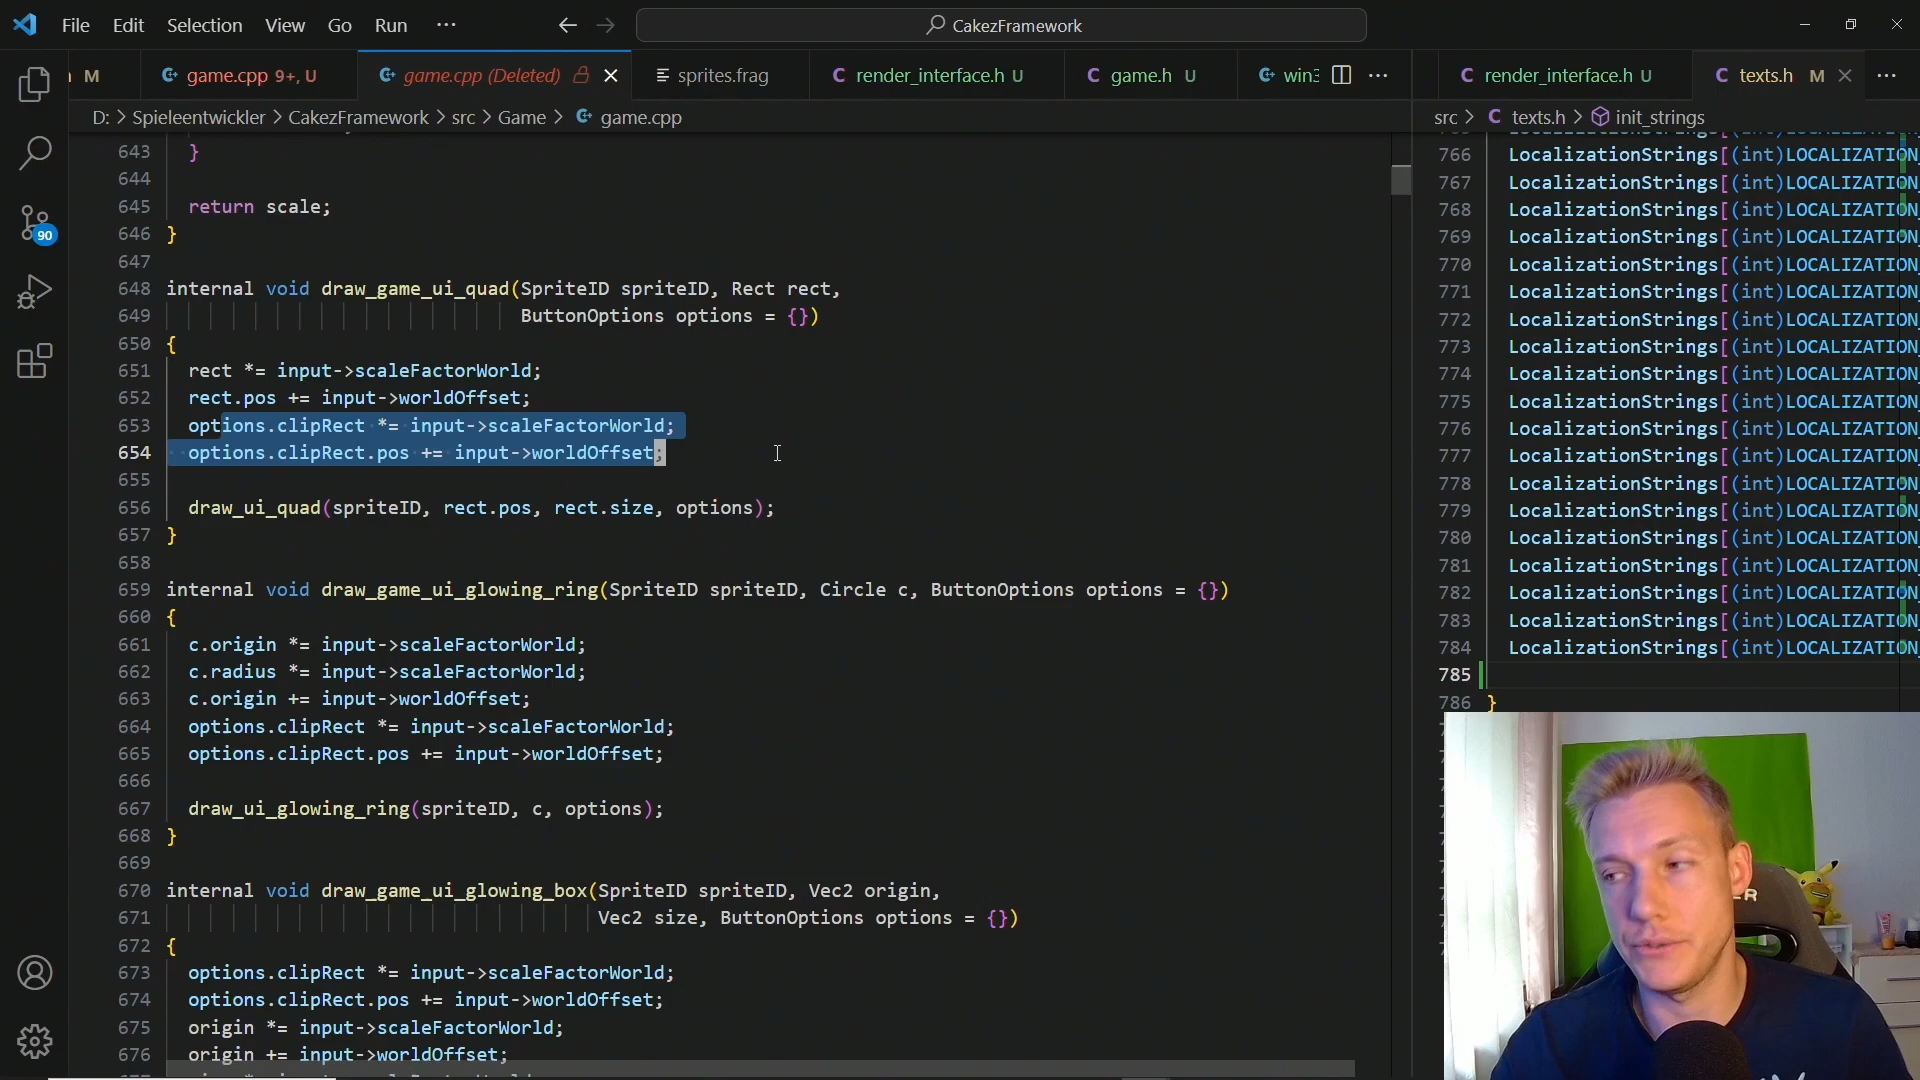 File Edit Selection View Go Run ···
CakezFramework
M
game.cpp 9+, U
game.cpp (Deleted)
sprites.frag
render_interface.h U
game.h U
render_interface.h U
texts.h M
D: > Spieleentwickler > CakezFramework > src > Game > game.cpp
src > texts.h > init_strings
90
643 }
644
645 return scale;
646 }
647
648 internal void draw_game_ui_quad(SpriteID spriteID, Rect rect,
649 ButtonOptions options = {})
650 {
651 rect *= input->scaleFactorWorld;
652 rect.pos += input->worldOffset;
653 options.clipRect *= input->scaleFactorWorld;
654 options.clipRect.pos += input->worldOffset;
655
656 draw_ui_quad(spriteID, rect.pos, rect.size, options);
657 }
658
659 internal void draw_game_ui_glowing_ring(SpriteID spriteID, Circle c, ButtonOptions options = {})
660 {
661 c.origin *= input->scaleFactorWorld;
662 c.radius *= input->scaleFactorWorld;
663 c.origin += input->worldOffset;
664 options.clipRect *= input->scaleFactorWorld;
665 options.clipRect.pos += input->worldOffset;
666
667 draw_ui_glowing_ring(spriteID, c, options);
668 }
669
670 internal void draw_game_ui_glowing_box(SpriteID spriteID, Vec2 origin,
671 Vec2 size, ButtonOptions options = {})
672 {
673 options.clipRect *= input->scaleFactorWorld;
674 options.clipRect.pos += input->worldOffset;
675 origin *= input->scaleFactorWorld;
676 origin += input->worldOffset;
766 LocalizationStrings[(int)LOCALIZATION
767 LocalizationStrings[(int)LOCALIZATION
768 LocalizationStrings[(int)LOCALIZATION
769 LocalizationStrings[(int)LOCALIZATION
770 LocalizationStrings[(int)LOCALIZATION
771 LocalizationStrings[(int)LOCALIZATION
772 LocalizationStrings[(int)LOCALIZATION
773 LocalizationStrings[(int)LOCALIZATION
774 LocalizationStrings[(int)LOCALIZATION
775 LocalizationStrings[(int)LOCALIZATION
776 LocalizationStrings[(int)LOCALIZATION
777 LocalizationStrings[(int)LOCALIZATION
778 LocalizationStrings[(int)LOCALIZATION
779 LocalizationStrings[(int)LOCALIZATION
780 LocalizationStrings[(int)LOCALIZATION
781 LocalizationStrings[(int)LOCALIZATION
782 LocalizationStrings[(int)LOCALIZATION
783 LocalizationStrings[(int)LOCALIZATION
784 LocalizationStrings[(int)LOCALIZATION
785
786 }